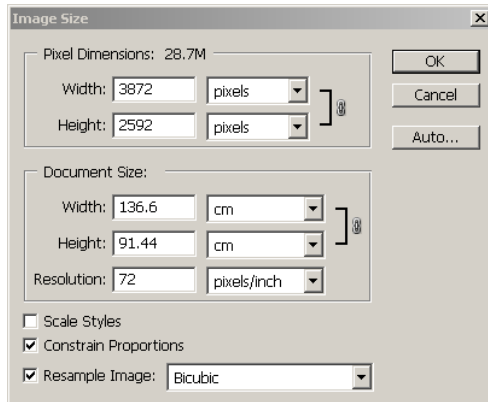 Image Size
Pixel Dimensions: 28.7M
Width: 3872 pixels
Height: 2592 pixels
OK
Cancel
Auto...
Document Size:
Width: 136.6 cm
Height: 91.44 cm
Resolution: 72 pixels/inch
Scale Styles
Constrain Proportions
Resample Image: Bicubic